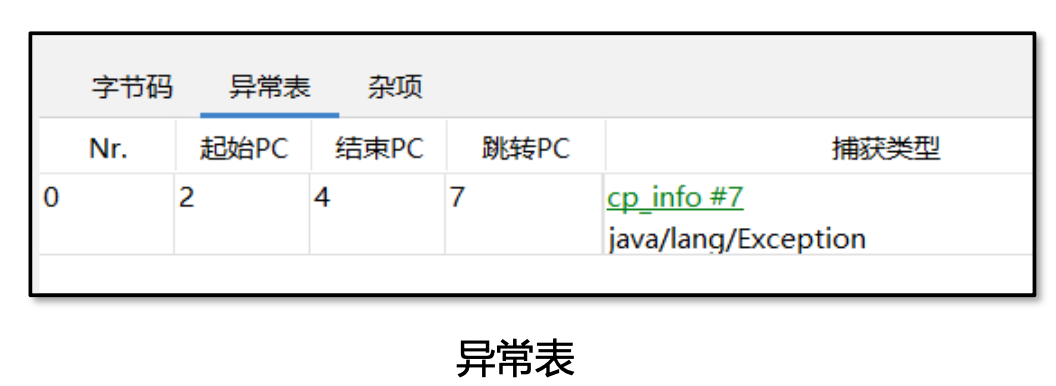 字节码 异常表 杂项
Nr. 起始PC 结束PC 跳转PC 捕获类型
0 2 4 7 cp_info #7
java/lang/Exception
异常表